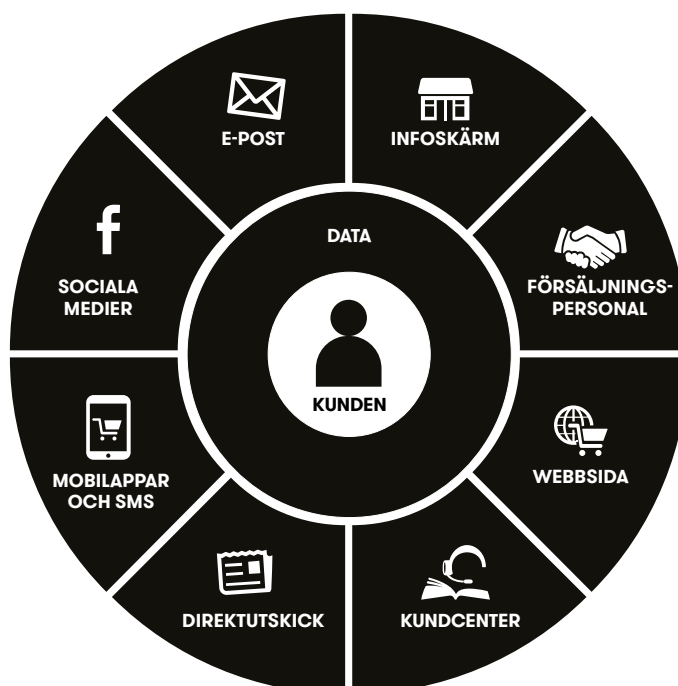 E-POST
INFOSKÄRM
DATA
SOCIALA
MEDIER
FÖRSÄLJNINGS-
PERSONAL
KUNDEN
MOBILAPPAR
OCH SMS
WEBBSIDA
DIREKTUTSKICK
KUNDCENTER